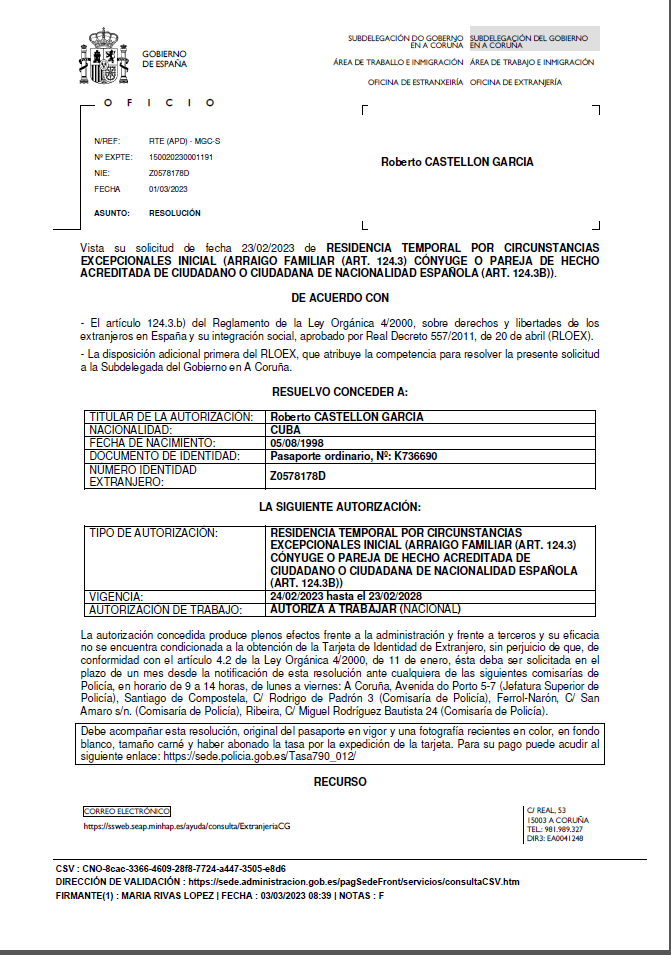 GOBIERNO
DE ESPAÑA
SUBDELEGACIÓN DO GOBERNO
EN A CORUÑA
SUBDELEGACIÓN DEL GOBIERNO
EN A CORUÑA
ÁREA DE TRABALLO E INMIGRACIÓN
ÁREA DE TRABAJO E INMIGRACIÓN
OFICINA DE ESTRANXEIRÍA
OFICINA DE EXTRANJERÍA
O F I C I O
N/REF: RTE (APD) - MGC-S
Nº EXPTE: 150020230001191
NIE: Z0578178D
FECHA 01/03/2023
ASUNTO: RESOLUCIÓN
Roberto CASTELLON GARCIA
Vista su solicitud de fecha 23/02/2023 de RESIDENCIA TEMPORAL POR CIRCUNSTANCIAS
EXCEPCIONALES INICIAL (ARRAIGO FAMILIAR (ART. 124.3) CÓNYUGE O PAREJA DE HECHO
ACREDITADA DE CIUDADANO O CIUDADANA DE NACIONALIDAD ESPAÑOLA (ART. 124.3B)).
DE ACUERDO CON
- El artículo 124.3.b) del Reglamento de la Ley Orgánica 4/2000, sobre derechos y libertades de los
extranjeros en España y su integración social, aprobado por Real Decreto 557/2011, de 20 de abril (RLOEX).
- La disposición adicional primera del RLOEX, que atribuye la competencia para resolver la presente solicitud
a la Subdelegada del Gobierno en A Coruña.
RESUELVO CONCEDER A:
TITULAR DE LA AUTORIZACIÓN: Roberto CASTELLON GARCIA
NACIONALIDAD: CUBA
FECHA DE NACIMIENTO: 05/08/1998
DOCUMENTO DE IDENTIDAD: Pasaporte ordinario, Nº: K736690
NÚMERO IDENTIDAD
EXTRANJERO: Z0578178D
LA SIGUIENTE AUTORIZACIÓN:
TIPO DE AUTORIZACIÓN: RESIDENCIA TEMPORAL POR CIRCUNSTANCIAS
EXCEPCIONALES INICIAL (ARRAIGO FAMILIAR (ART. 124.3)
CÓNYUGE O PAREJA DE HECHO ACREDITADA DE
CIUDADANO O CIUDADANA DE NACIONALIDAD ESPAÑOLA
(ART. 124.3B))
VIGENCIA: 24/02/2023 hasta el 23/02/2028
AUTORIZACIÓN DE TRABAJO: AUTORIZA A TRABAJAR (NACIONAL)
La autorización concedida produce plenos efectos frente a la administración y frente a terceros y su eficacia
no se encuentra condicionada a la obtención de la Tarjeta de Identidad de Extranjero, sin perjuicio de que, de
conformidad con el artículo 4.2 de la Ley Orgánica 4/2000, de 11 de enero, ésta deba ser solicitada en el
plazo de un mes desde la notificación de esta resolución ante cualquiera de las siguientes comisarías de
Policía, en horario de 9 a 14 horas, de lunes a viernes: A Coruña, Avenida do Porto 5-7 (Jefatura Superior de
Policía), Santiago de Compostela, C/ Rodrigo de Padrón 3 (Comisaría de Policía), Ferrol-Narón, C/ San
Amaro s/n. (Comisaría de Policía), Ribeira, C/ Miguel Rodríguez Bautista 24 (Comisaría de Policía).
Debe acompañar esta resolución, original del pasaporte en vigor y una fotografía recientes en color, en fondo
blanco, tamaño carné y haber abonado la tasa por la expedición de la tarjeta. Para su pago puede acudir al
siguiente enlace: https://sede.policia.gob.es/Tasa790_012/
RECURSO
CORREO ELECTRÓNICO
https://ssweb.seap.minhap.es/ayuda/consulta/ExtranjeriaCG
C/ REAL, 53
15003 A CORUÑA
TEL.: 981.989.327
DIR3: EA0041248
CSV : CNO-8cac-3366-4609-28f8-7724-a447-3505-e8d6
DIRECCIÓN DE VALIDACIÓN : https://sede.administracion.gob.es/pagSedeFront/servicios/consultaCSV.htm
FIRMANTE(1) : MARIA RIVAS LOPEZ | FECHA : 03/03/2023 08:39 | NOTAS : F